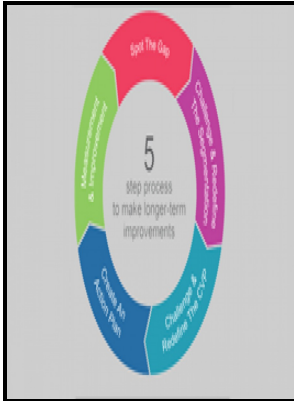 Spot The Gap
Challenge & Redefine
The Segmentation
Challenge &
Redefine The CVP
Create An
Action Plan
Measurement
& Improvement
5
step process
to make longer-term
improvements